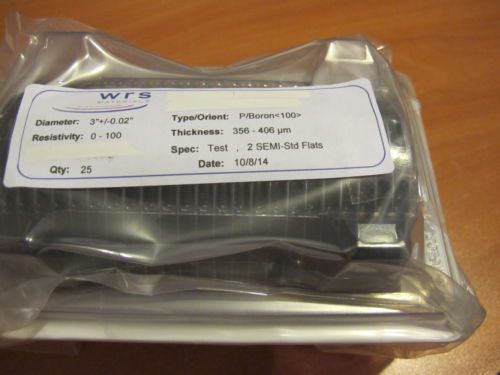 wrs
MATERIALS
Diameter: 3"+/-0.02"
Type/Orient: P/Boron<100>
Resistivity: 0 - 100
Thickness: 356 - 406 µm
Spec: Test , 2 SEMI-Std Flats
Qty: 25
Date: 10/8/14